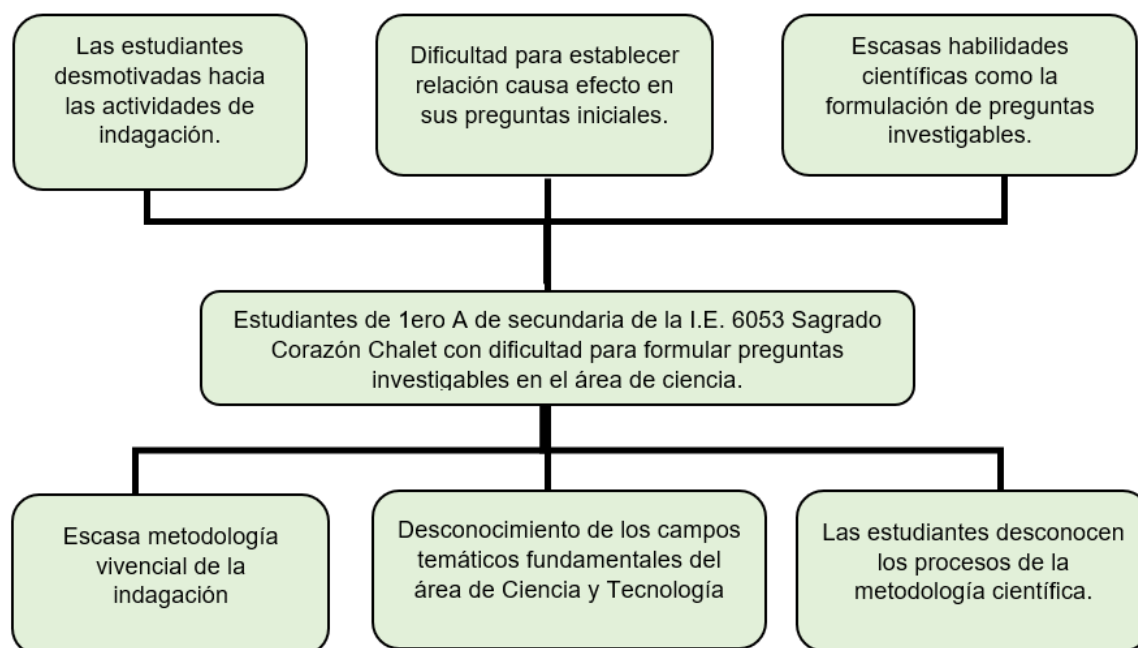 Las estudiantes
desmotivadas hacia
las actividades de
indagación.
Dificultad para establecer
relación causa efecto en
sus preguntas iniciales.
Escasas habilidades
científicas como la
formulación de preguntas
investigables.
Estudiantes de 1ero A de secundaria de la I.E. 6053 Sagrado
Corazón Chalet con dificultad para formular preguntas
investigables en el área de ciencia.
Escasa metodología
vivencial de la
indagación
Desconocimiento de los campos
temáticos fundamentales del
área de Ciencia y Tecnología
Las estudiantes desconocen
los procesos de la
metodología científica.